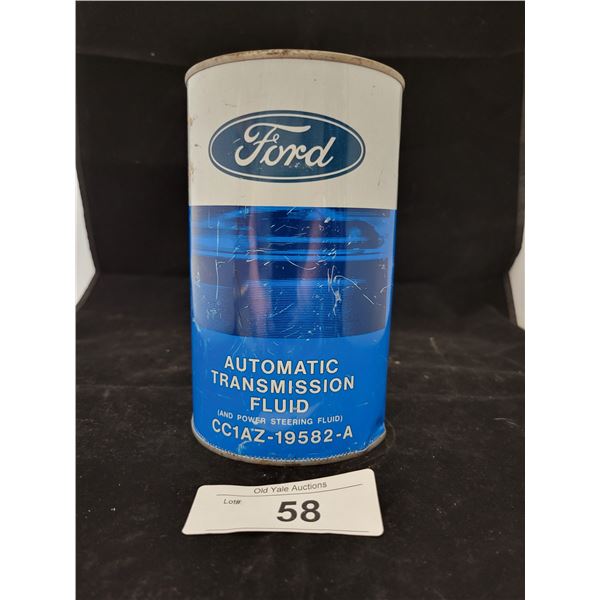 Ford
AUTOMATIC
TRANSMISSION
FLUID
(AND POWER STEERING FLUID)
CC1AZ-19582-A
Old Yale Auctions
Lot#: 58